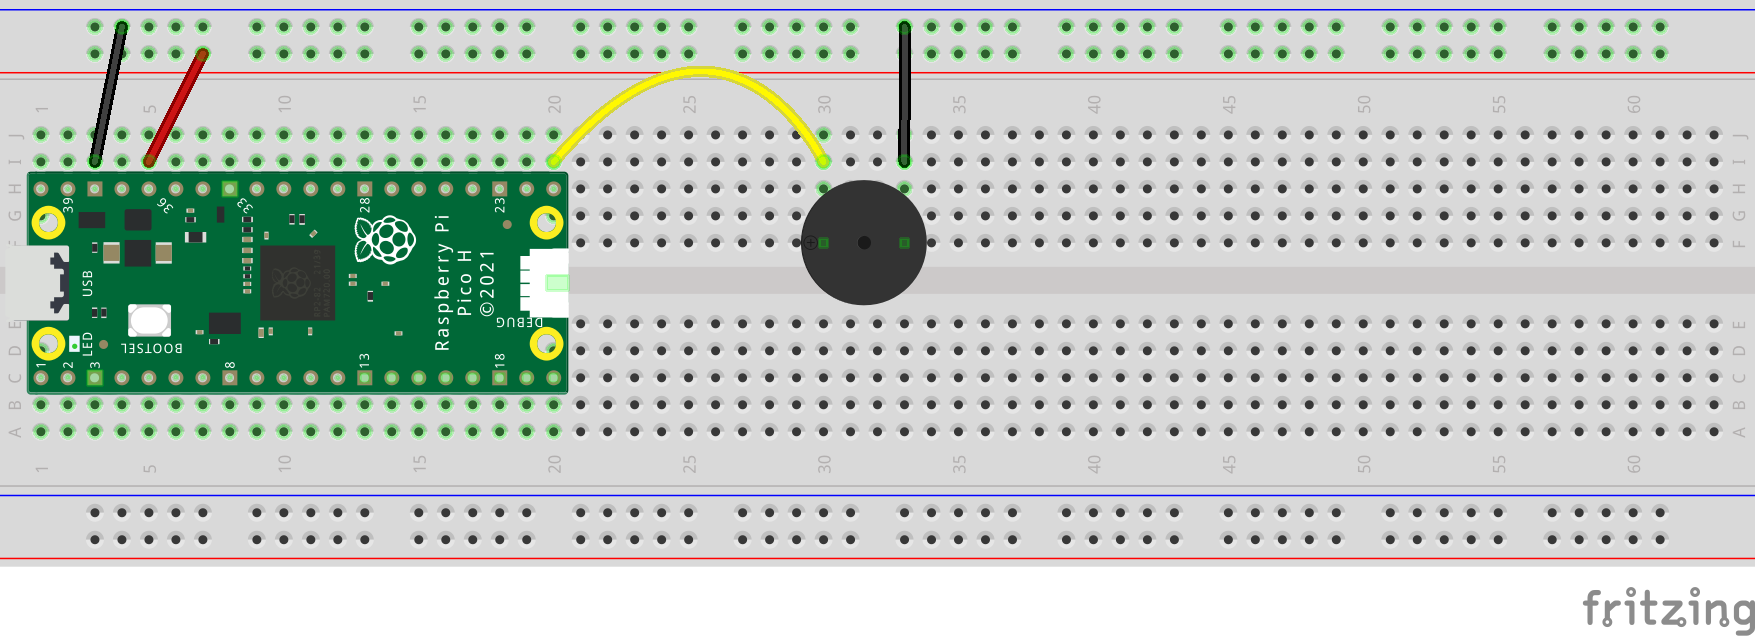 1 5 10 15 20 25 30 35 40 45 50 55 60
J J
I I
H H
G G
F F
39 36 33 28 23
USB
Raspberry Pi
Pico H
©2021
DEBUG
LED
BOOTSEL
1 2 3 8 13 18
E E
D D
C C
B B
A A
1 5 10 15 20 25 30 35 40 45 50 55 60
fritzing